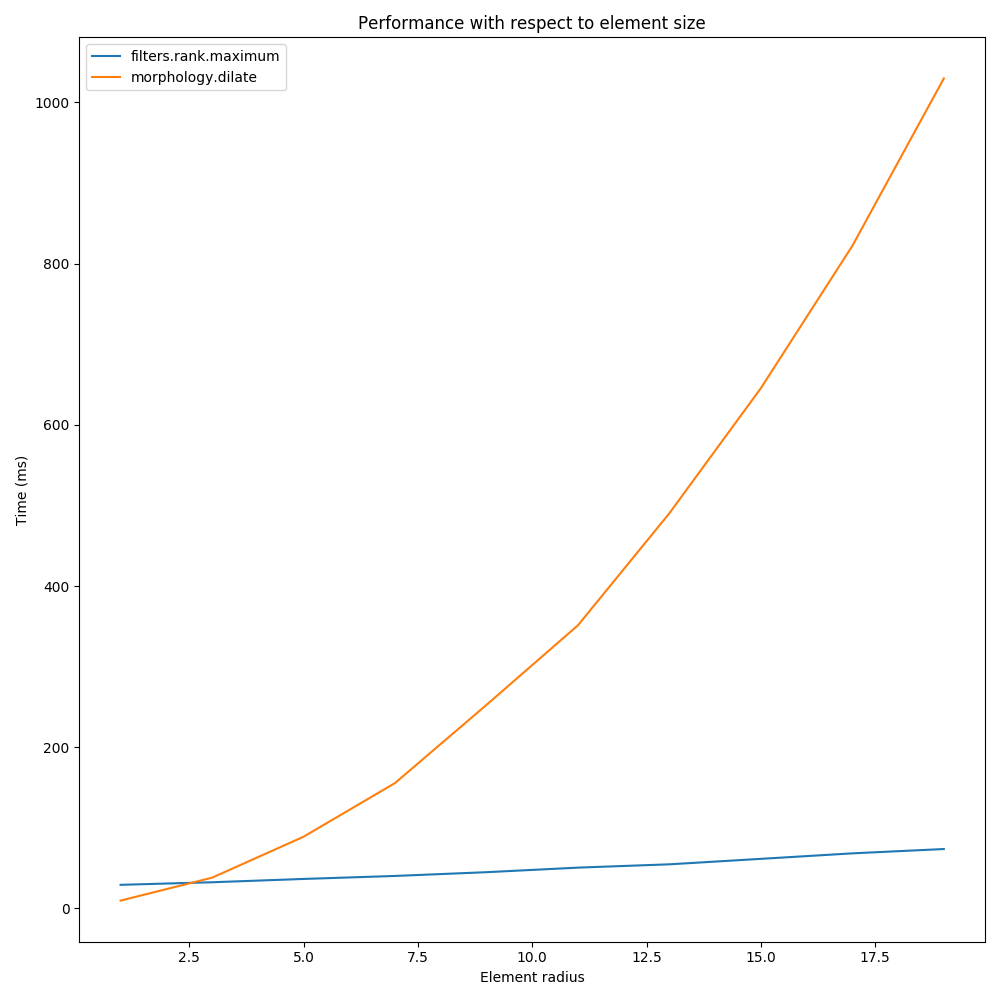 Performance with respect to element size
filters.rank.maximum
morphology.dilate
1000
800
600
400
200
0
Time (ms)
2.5
5.0
7.5
10.0
12.5
15.0
17.5
Element radius